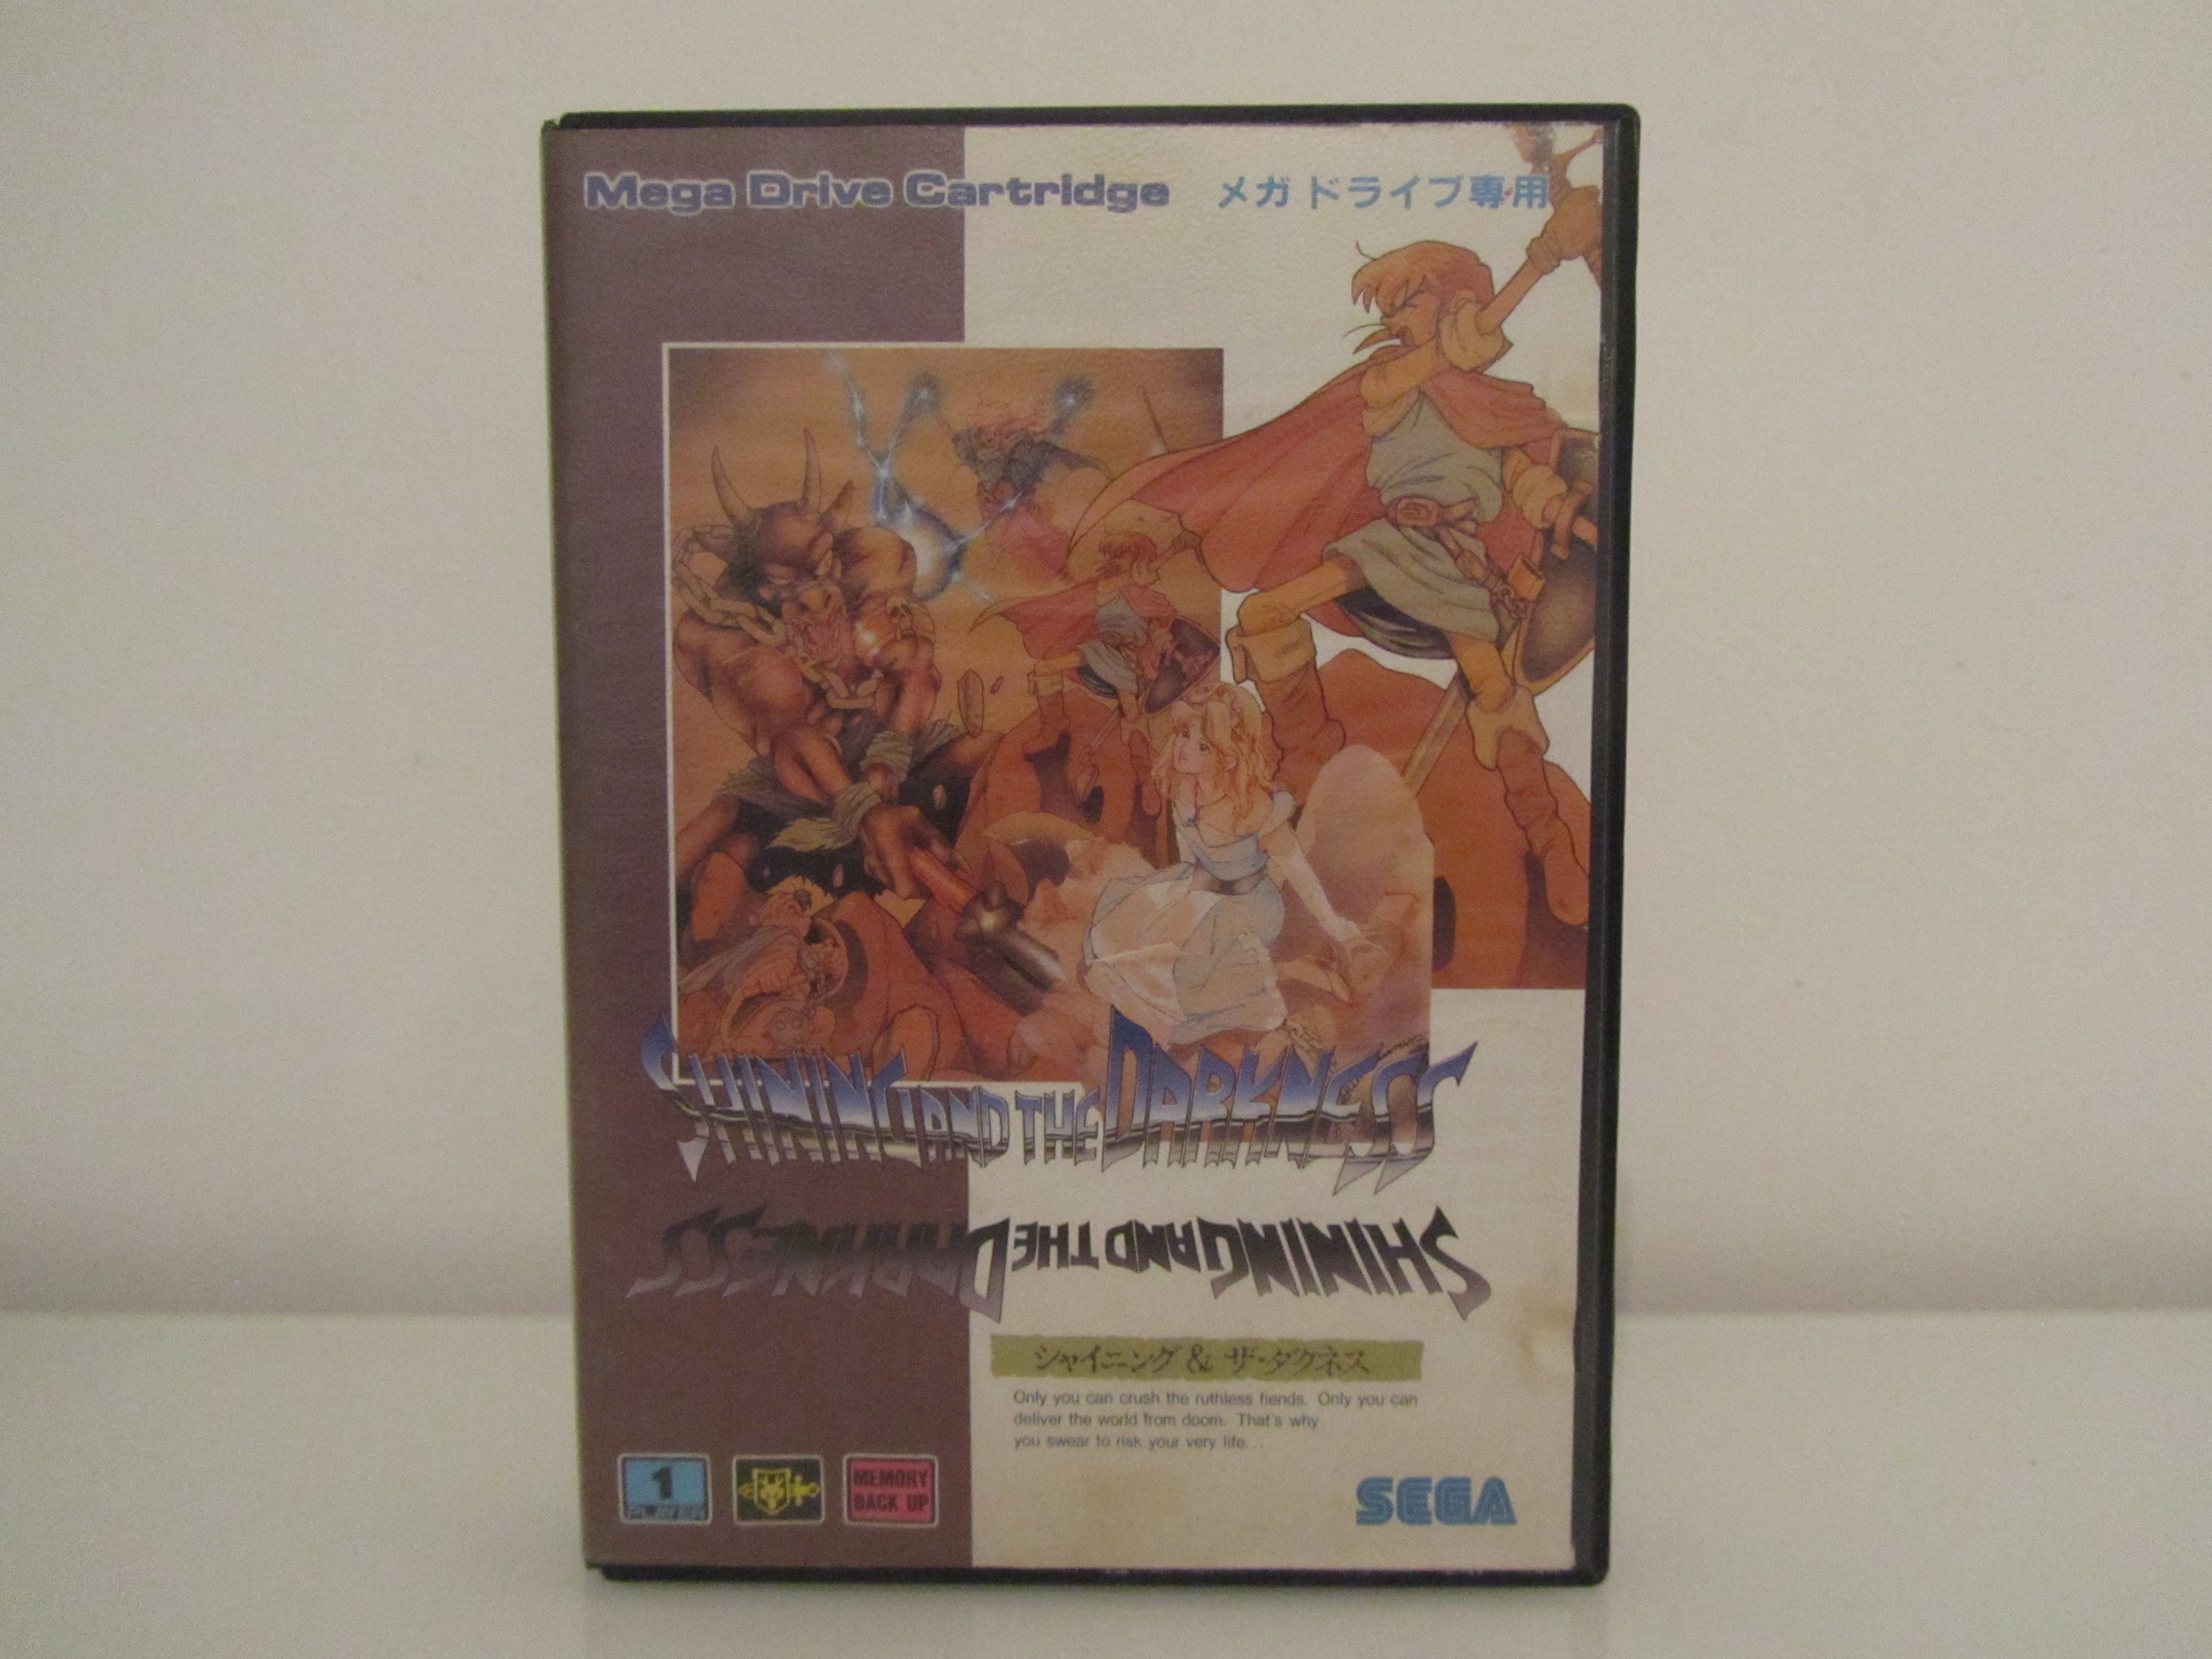 Mega Drive Cartridge メガドライブ専用
SHINING AND THE DARKNESS
SHINING AND THE DARKNESS
シャイニング & ザ・ダクネス
Only you can crush the ruthless fiends. Only you can
deliver the world from doom. That's why
you swear to risk your very life...
1
PLAYER
MEMORY
BACK UP
SEGA